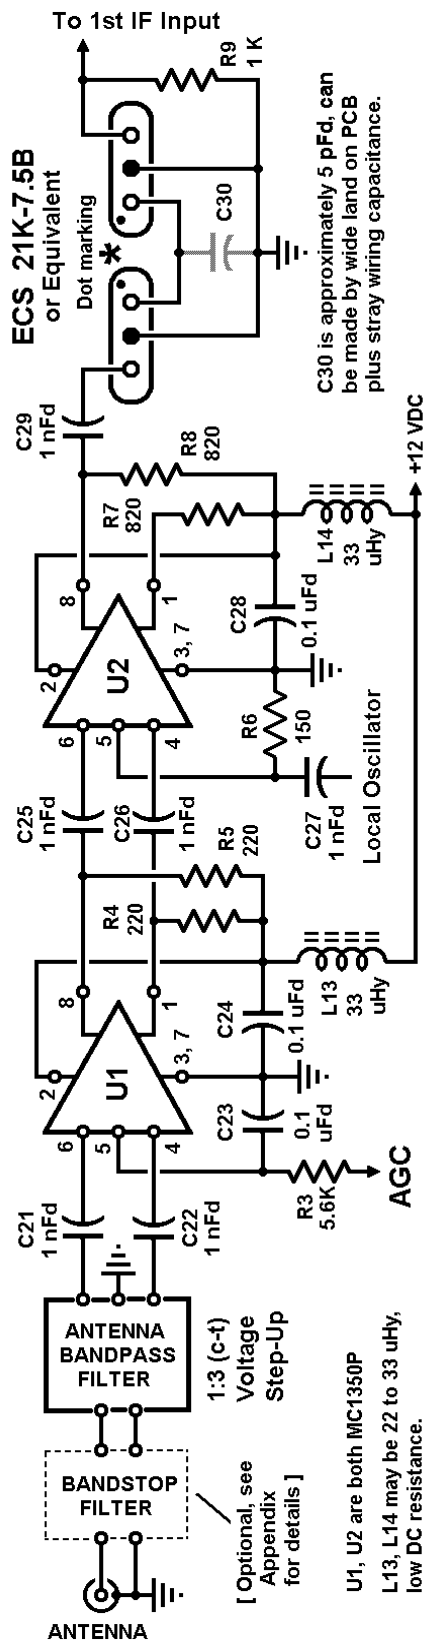 To 1st IF Input
R9
1 K
ECS 21K-7.5B
or Equivalent
Dot marking
*
C30
C30 is approximately 5 pFd, can
be made by wide land on PCB
plus stray wiring capacitance.
C29
1 nFd
R8
820
R7
820
8
1
2
3, 7
U2
6
5
4
C28
0.1 uFd
L14
33
uHy
+12 VDC
R6
150
C27
1 nFd
Local Oscillator
C25
1 nFd
C26
1 nFd
R5
220
R4
220
8
1
2
3, 7
U1
6
5
4
C24
0.1 uFd
L13
33
uHy
C23
0.1
uFd
R3
5.6K
AGC
C21
1 nFd
C22
1 nFd
ANTENNA
BANDPASS
FILTER
1:3 (c-t)
Voltage
Step-Up
BANDSTOP
FILTER
[ Optional, see
Appendix
for details ]
ANTENNA
U1, U2 are both MC1350P
L13, L14 may be 22 to 33 uHy,
low DC resistance.